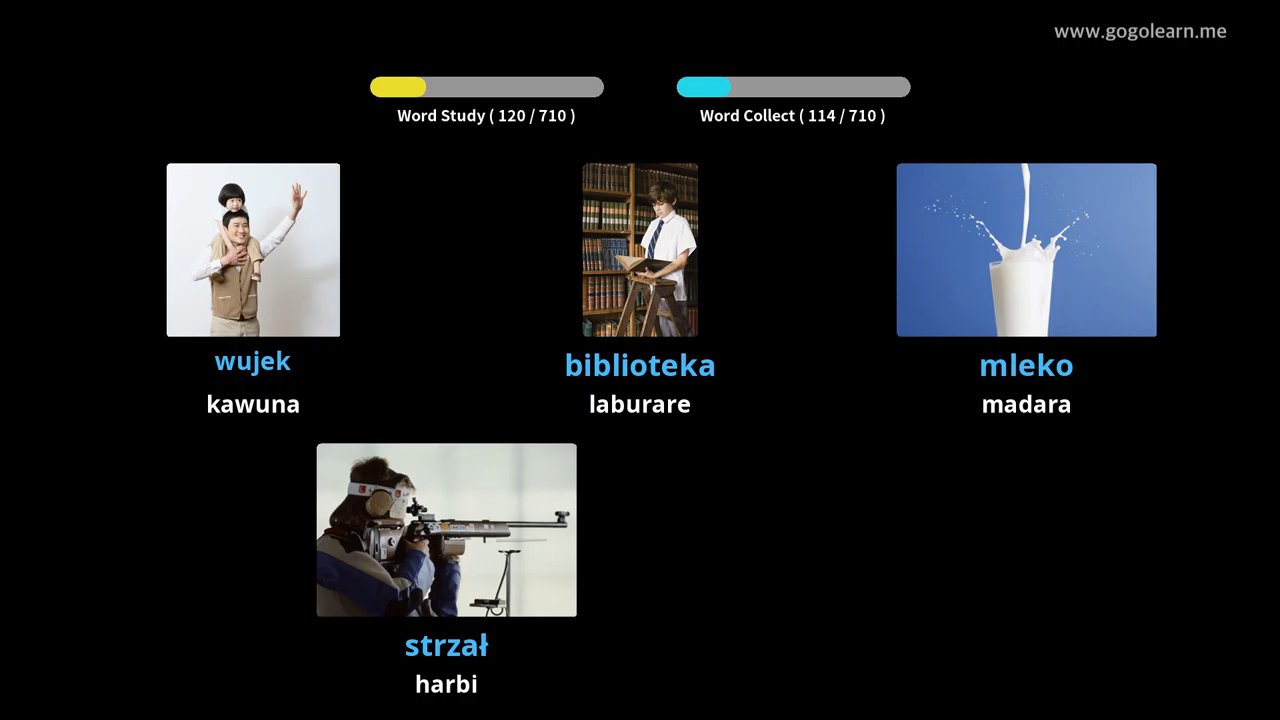 www.gogolearn.me
Word Study ( 120 / 710 )
Word Collect ( 114 / 710 )
wujek
kawuna
biblioteka
laburare
mleko
madara
strzał
harbi